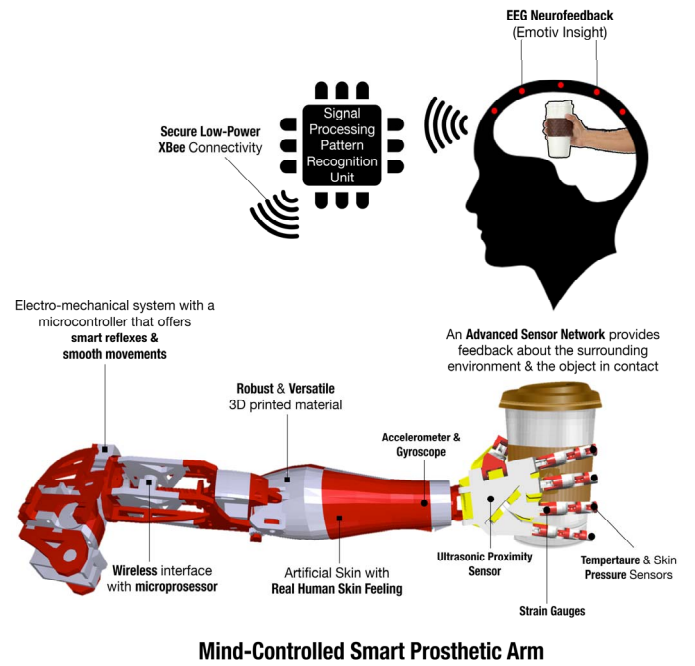 EEG Neurofeedback
(Emotiv Insight)
Signal
Processing
Pattern
Recognition
Unit
Secure Low-Power
XBee Connectivity
Electro-mechanical system with a
microcontroller that offers
smart reflexes &
smooth movements
An Advanced Sensor Network provides
feedback about the surrounding
environment & the object in contact
Robust & Versatile
3D printed material
Accelerometer &
Gyroscope
Wireless interface
with microprosessor
Artificial Skin with
Real Human Skin Feeling
Ultrasonic Proximity
Sensor
Tempertaure & Skin
Pressure Sensors
Strain Gauges
Mind-Controlled Smart Prosthetic Arm